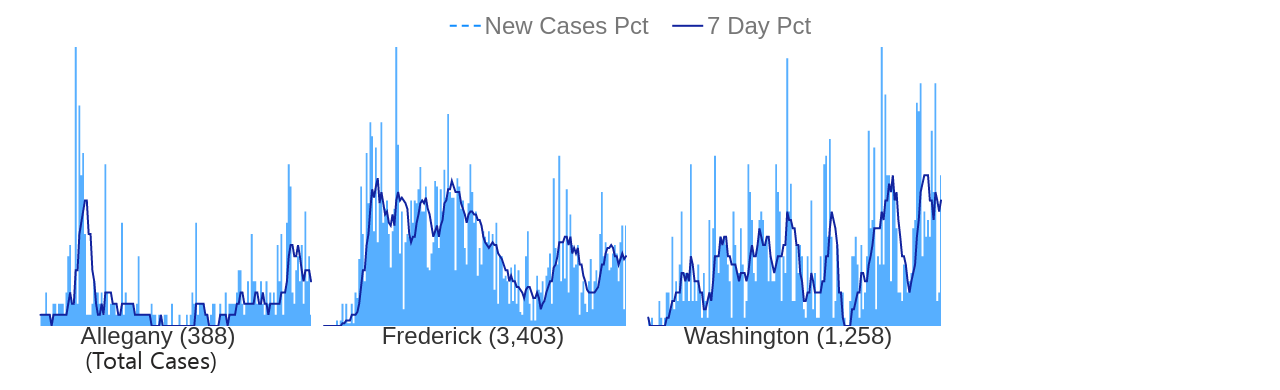 New Cases Pct 7 Day Pct
Allegany (388) Frederick (3,403) Washington (1,258)
(Total Cases)